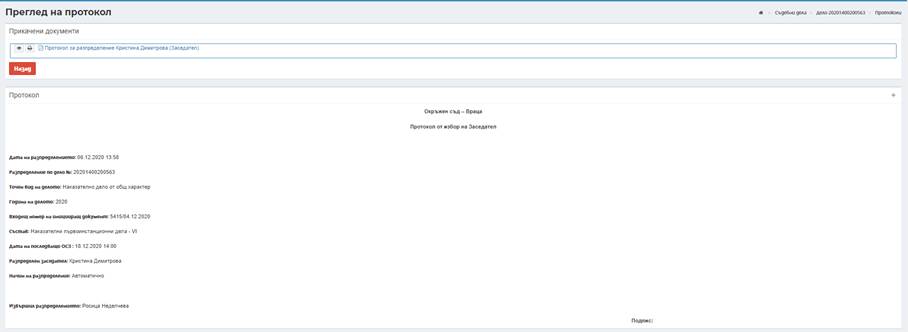 Преглед на протокол
Съдебни дела > Дело 20201400200563 > Протоколи
Прикачени документи
Протокол за разпределение Кристина Димитрова (Заседател)
Назад
Протокол
Окръжен съд – Враца
Протокол от избор на Заседател
Дата на разпределението: 06.12.2020 13:58
Разпределение по дело №: 20201400200563
Точен вид на делото: Наказателно дело от общ характер
Година на делото: 2020
Входящ номер на иницииращ документ: 5415/04.12.2020
Състав: Наказателни първоинстанционни дела - VI
Дата на последващо ОСЗ : 18.12.2020 14:00
Разпределен заседател: Кристина Димитрова
Начин на разпределение: Автоматично
Извършил разпределението: Росица Неделчева
Подпис: